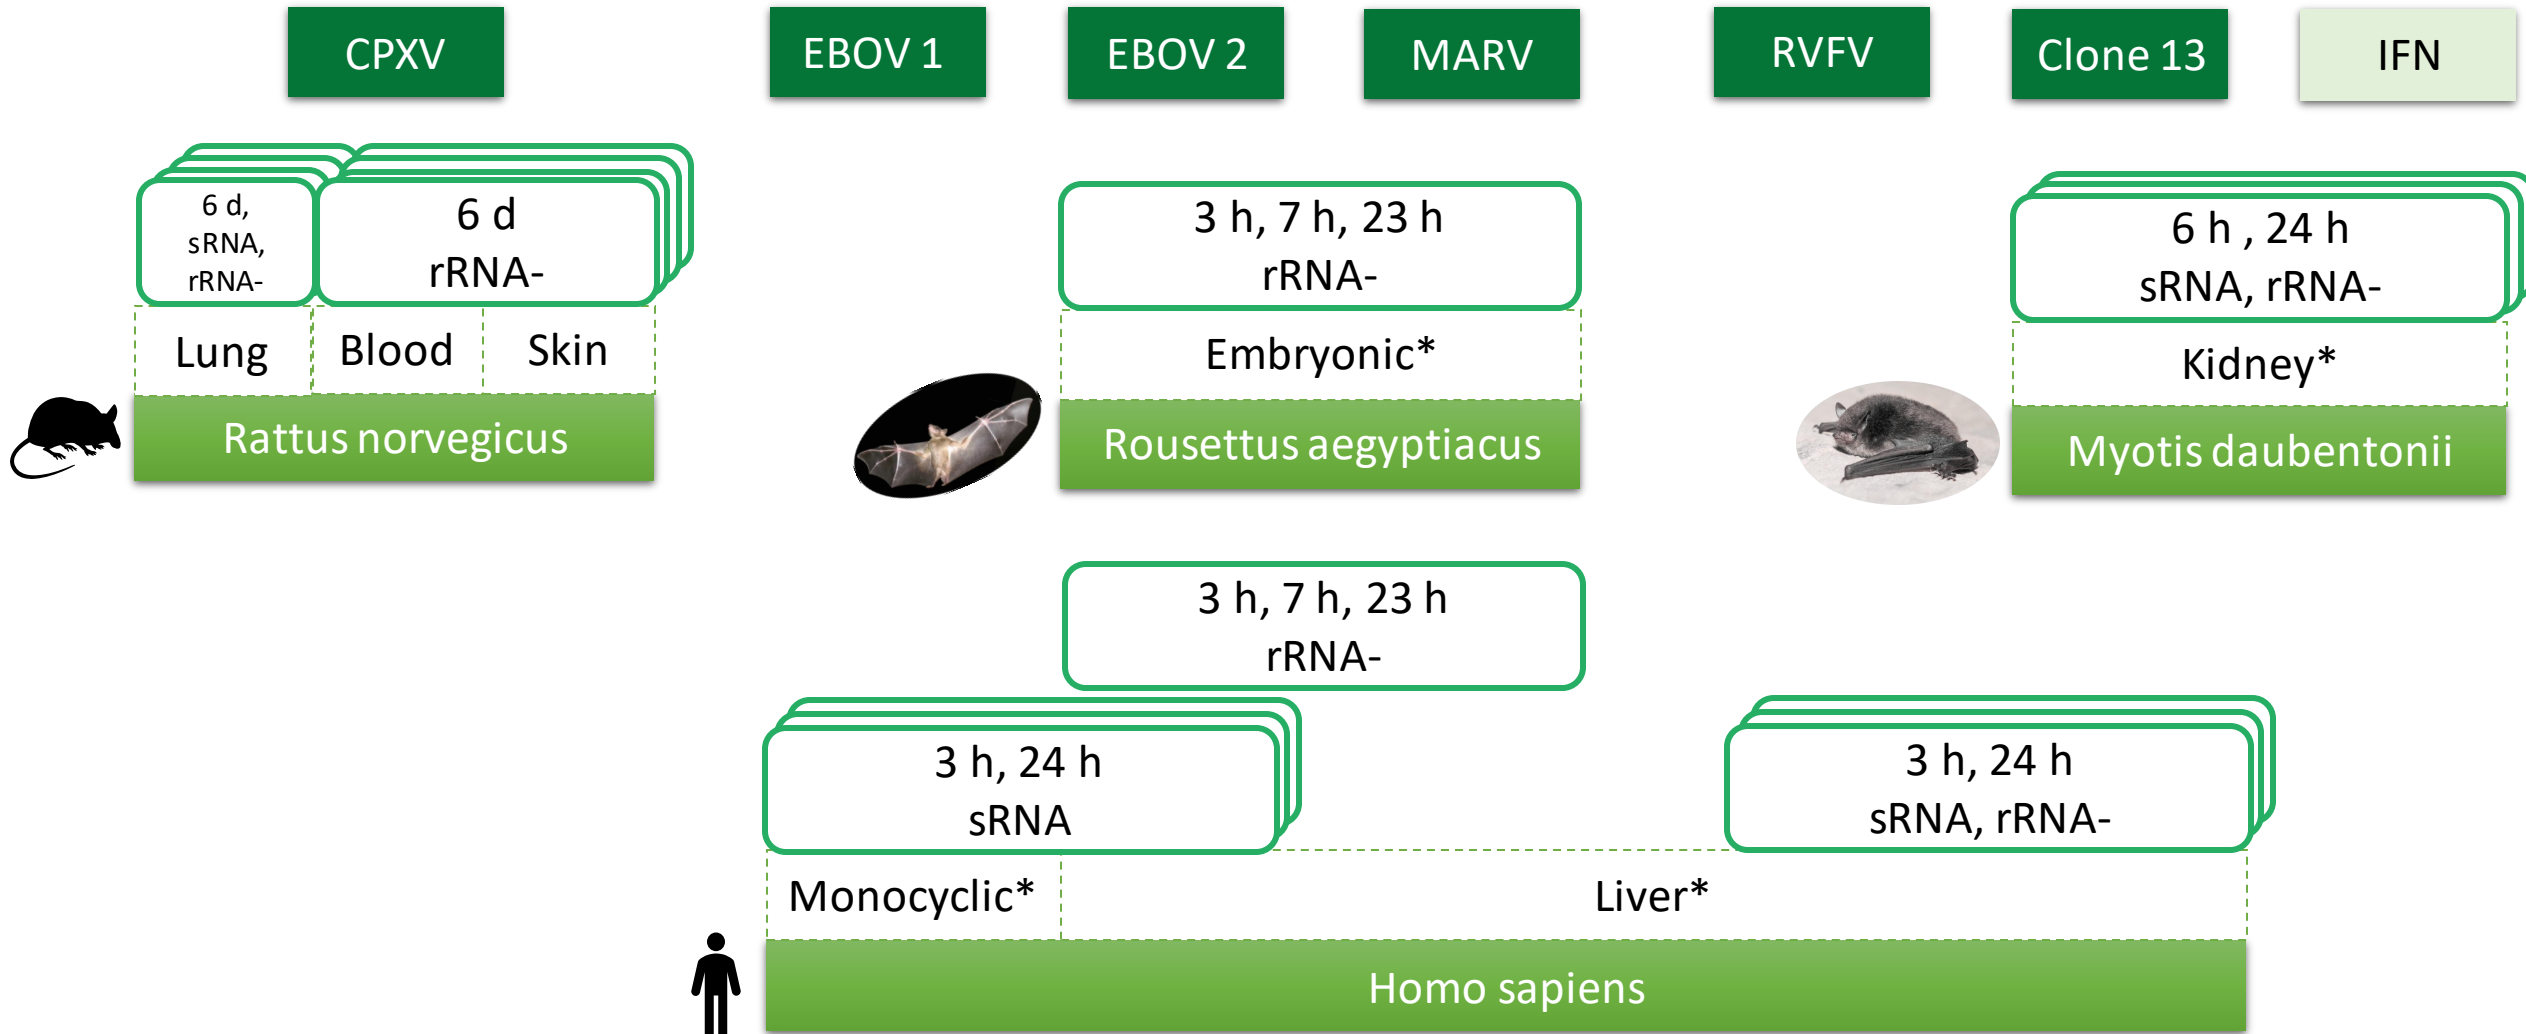 CPXV
EBOV 1
EBOV 2
MARV
RVFV
Clone 13
IFN
6 d,
sRNA,
rRNA-
6 d
rRNA-
Lung
Blood
Skin
Rattus norvegicus
3 h, 7 h, 23 h
rRNA-
Embryonic*
Rousettus aegyptiacus
6 h , 24 h
sRNA, rRNA-
Kidney*
Myotis daubentonii
3 h, 7 h, 23 h
rRNA-
3 h, 24 h
sRNA
3 h, 24 h
sRNA, rRNA-
Monocyclic*
Liver*
Homo sapiens